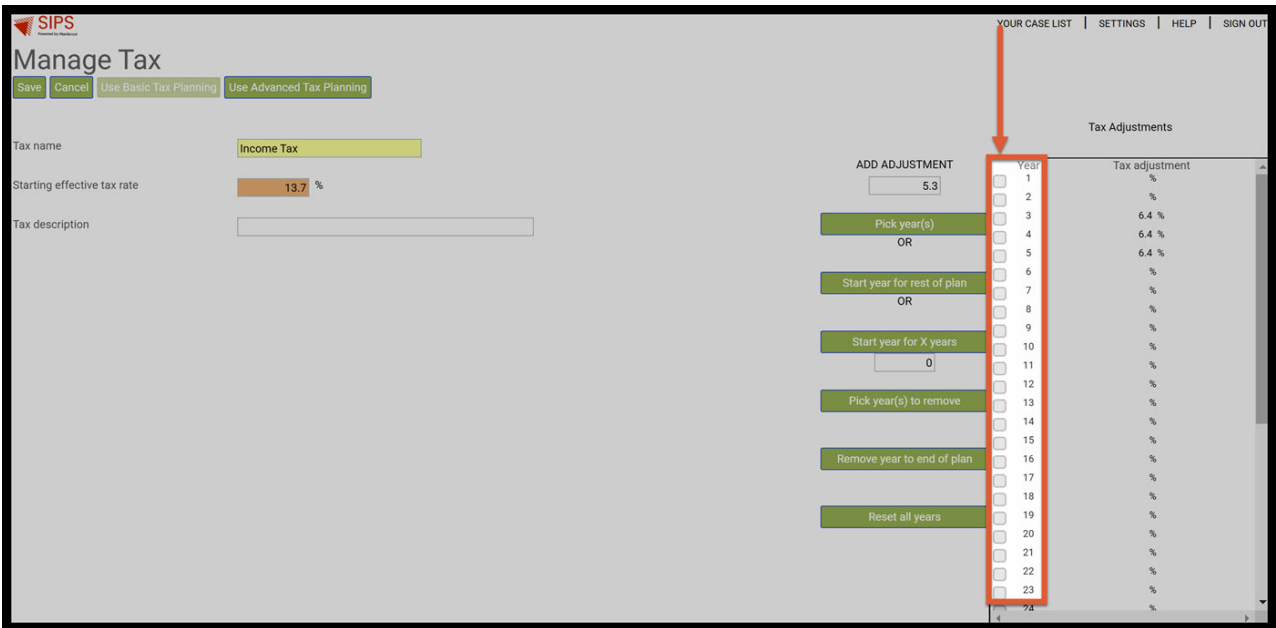 SIPS
YOUR CASE LIST | SETTINGS | HELP | SIGN OUT
Manage Tax
Save Cancel Use Basic Tax Planning Use Advanced Tax Planning
Tax Adjustments
Tax name Income Tax
Starting effective tax rate 13.7 %
Tax description
ADD ADJUSTMENT
5.3
Pick year(s)
OR
Start year for rest of plan
OR
Start year for X years
0
Pick year(s) to remove
Remove year to end of plan
Reset all years
Year Tax adjustment
1 %
2 %
3 6.4 %
4 6.4 %
5 6.4 %
6 %
7 %
8 %
9 %
10 %
11 %
12 %
13 %
14 %
15 %
16 %
17 %
18 %
19 %
20 %
21 %
22 %
23 %
24 %